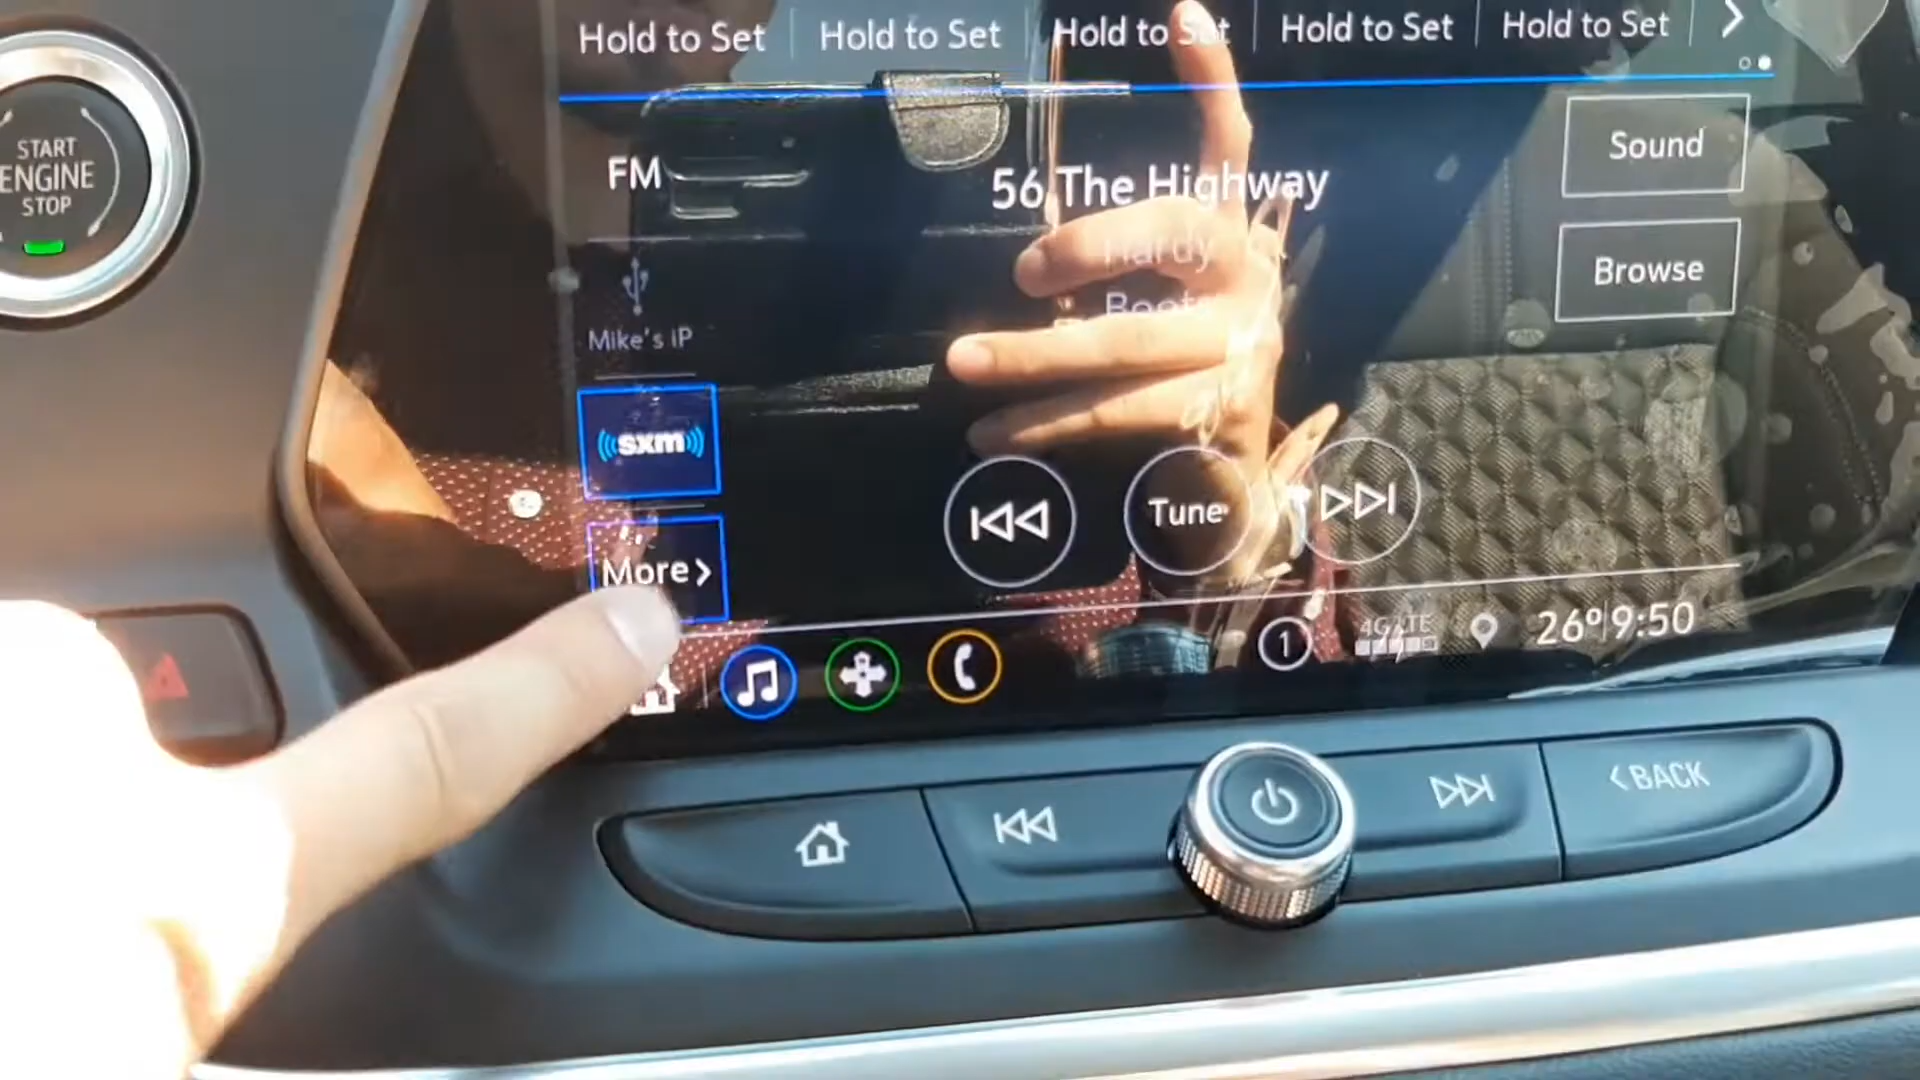 Hold to Set
Hold to Set
Hold to Set
Hold to Set
Hold to Set
START
ENGINE
STOP
FM
56 The Highway
Hardy
Sound
Browse
Mike's iP
sxm
Tune
More
4G LTE
1
26° 9:50
BACK